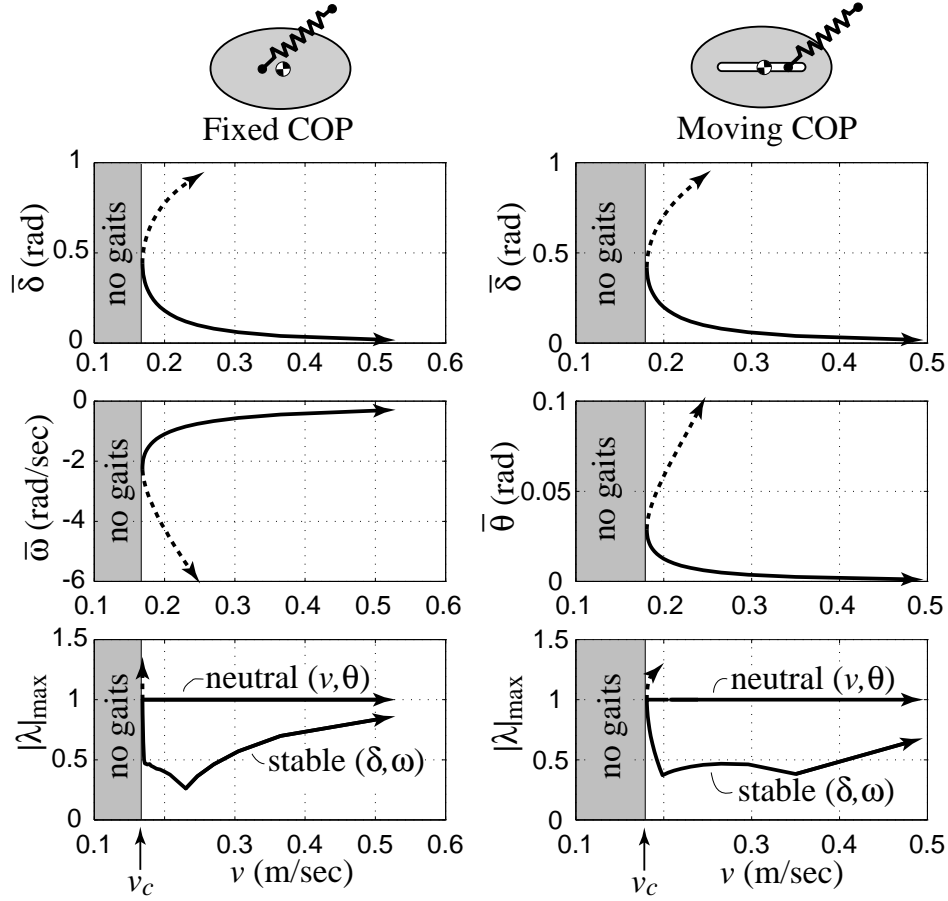 Fixed COP
Moving COP
1
0.5
0
δ̄ (rad)
no gaits
0.1 0.2 0.3 0.4 0.5 0.6
1
0.5
0
δ̄ (rad)
no gaits
0.1 0.2 0.3 0.4 0.5
0
-2
-4
-6
ω̄ (rad/sec)
no gaits
0.1 0.2 0.3 0.4 0.5 0.6
0.1
0.05
0
θ̄ (rad)
no gaits
0.1 0.2 0.3 0.4 0.5
1.5
1
0.5
0
|λ|max
no gaits
neutral (v,θ)
stable (δ,ω)
0.1 0.2 0.3 0.4 0.5 0.6
vc
v (m/sec)
1.5
1
0.5
0
|λ|max
no gaits
neutral (v,θ)
stable (δ,ω)
0.1 0.2 0.3 0.4 0.5
vc
v (m/sec)